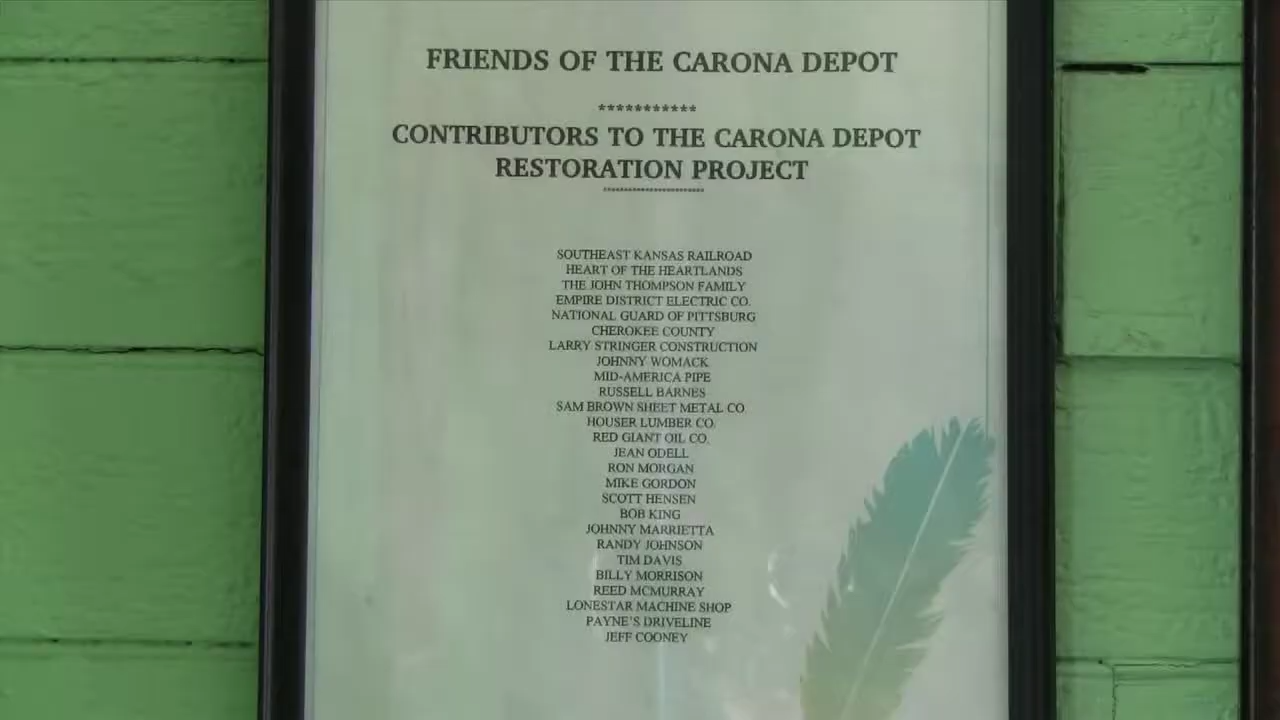 FRIENDS OF THE CARONA DEPOT
***********
CONTRIBUTORS TO THE CARONA DEPOT
RESTORATION PROJECT
***********************
SOUTHEAST KANSAS RAILROAD
HEART OF THE HEARTLANDS
THE JOHN THOMPSON FAMILY
EMPIRE DISTRICT ELECTRIC CO.
NATIONAL GUARD OF PITTSBURG
CHEROKEE COUNTY
LARRY STRINGER CONSTRUCTION
JOHNNY WOMACK
MID-AMERICA PIPE
RUSSELL BARNES
SAM BROWN SHEET METAL CO
HOUSER LUMBER CO.
RED GIANT OIL CO.
JEAN ODELL
RON MORGAN
MIKE GORDON
SCOTT HENSEN
BOB KING
JOHNNY MARRIETTA
RANDY JOHNSON
TIM DAVIS
BILLY MORRISON
REED MCMURRAY
LONESTAR MACHINE SHOP
PAYNE'S DRIVELINE
JEFF COONEY